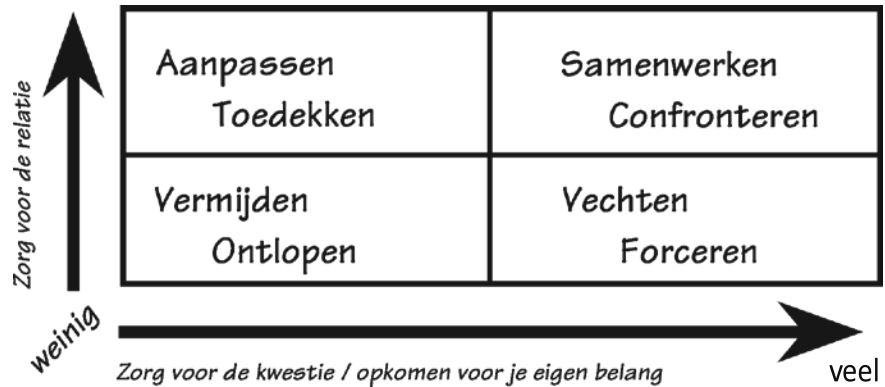 Zorg voor de relatie
Aanpassen
Toedekken
Samenwerken
Confronteren
Vermijden
Ontlopen
Vechten
Forceren
weinig
Zorg voor de kwestie / opkomen voor je eigen belang
veel